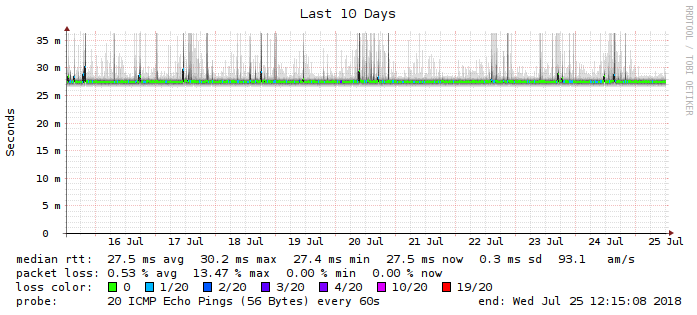 Last 10 Days
RRDTOOL / TOBI OETIKER
Seconds
35 m
30 m
25 m
20 m
15 m
10 m
5 m
0
16 Jul 17 Jul 18 Jul 19 Jul 20 Jul 21 Jul 22 Jul 23 Jul 24 Jul 25 Jul
median rtt: 27.5 ms avg 30.2 ms max 27.4 ms min 27.5 ms now 0.3 ms sd 93.1 am/s
packet loss: 0.53 % avg 13.47 % max 0.00 % min 0.00 % now
loss color: 0 1/20 2/20 3/20 4/20 10/20 19/20
probe: 20 ICMP Echo Pings (56 Bytes) every 60s end: Wed Jul 25 12:15:08 2018